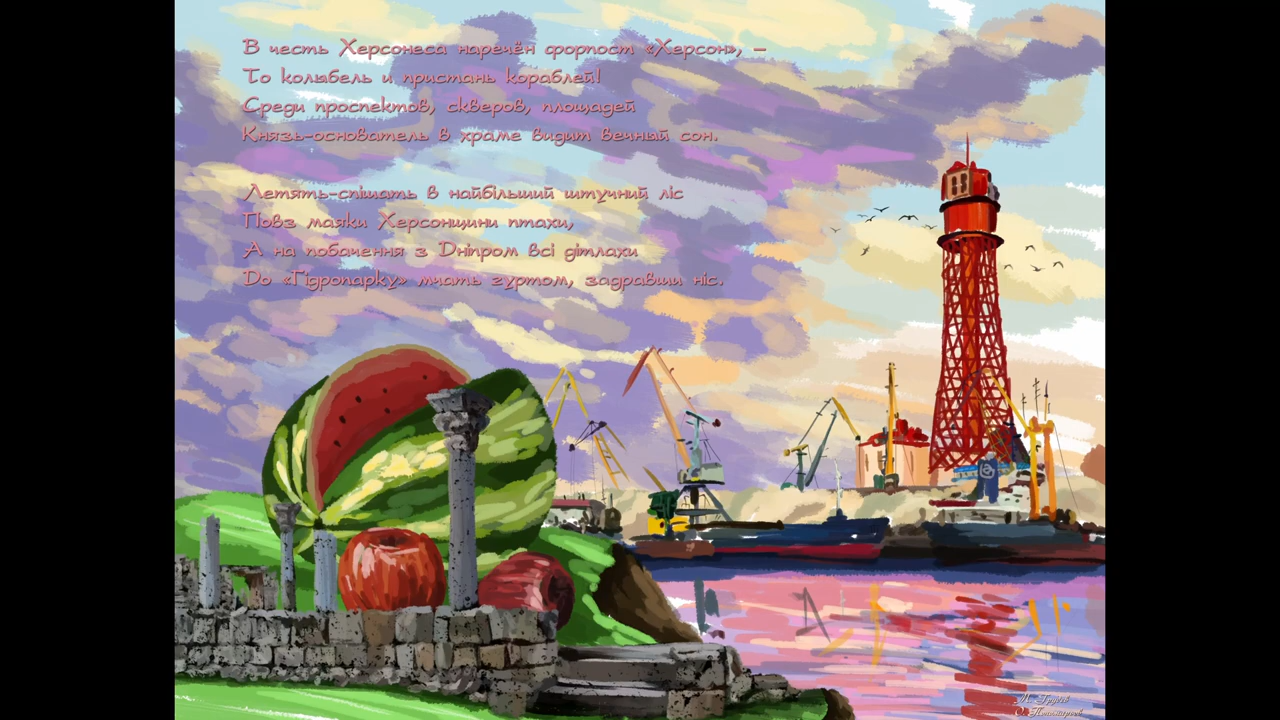 В честь Херсонеса наречён форпост «Херсон», –
То колыбель и пристань кораблей!
Среди проспектов, скверов, площадей
Князь-основатель в храме видит вечный сон.
Летять-спішать в найбільший штучний ліс
Повз маяки Херсонщини птахи,
А на побачення з Дніпром всі дітлахи
До «Гідропарку» мчать гуртом, задравши ніс.